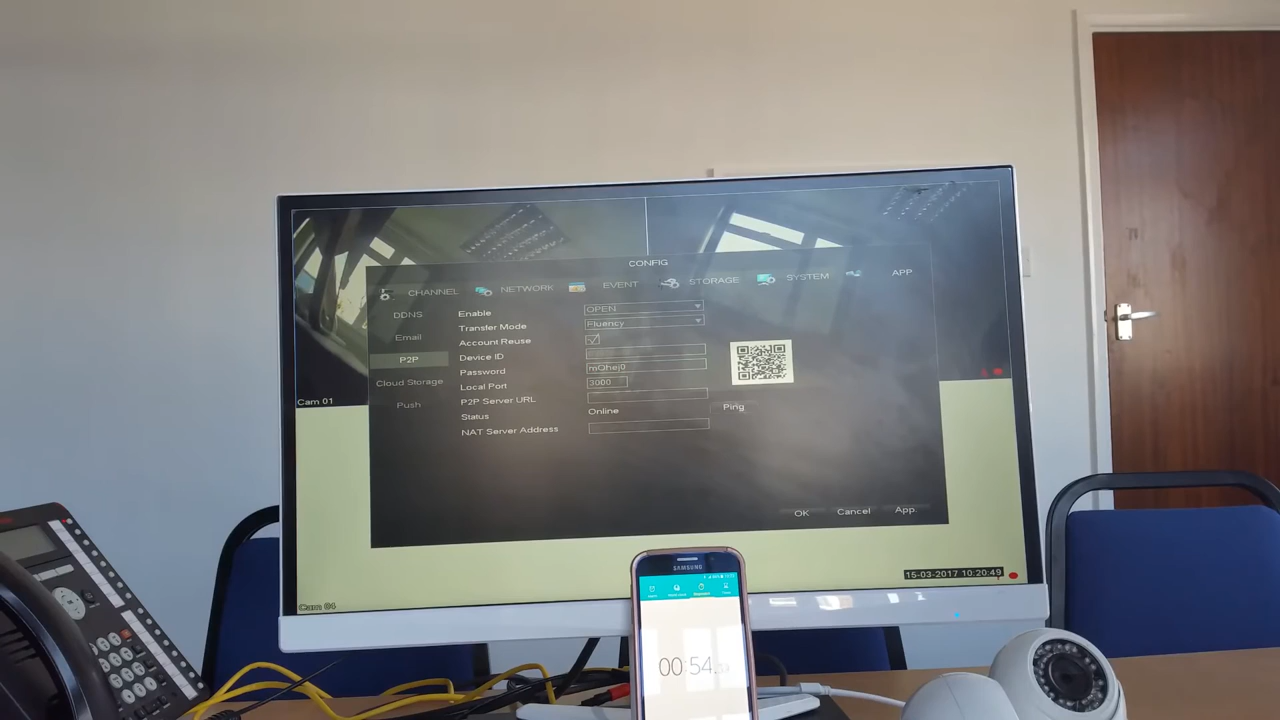 CONFIG
CHANNEL NETWORK EVENT STORAGE SYSTEM APP
DDNS
Email
P2P
Cloud Storage
Push
Enable OPEN
Transfer Mode Fluency
Account Reuse
Device ID
Password
Local Port 3000
P2P Server URL
Status Online Ping
NAT Server Address
OK Cancel App.
Cam 01
Cam 04
15-03-2017 10:20:49
SAMSUNG
00:54